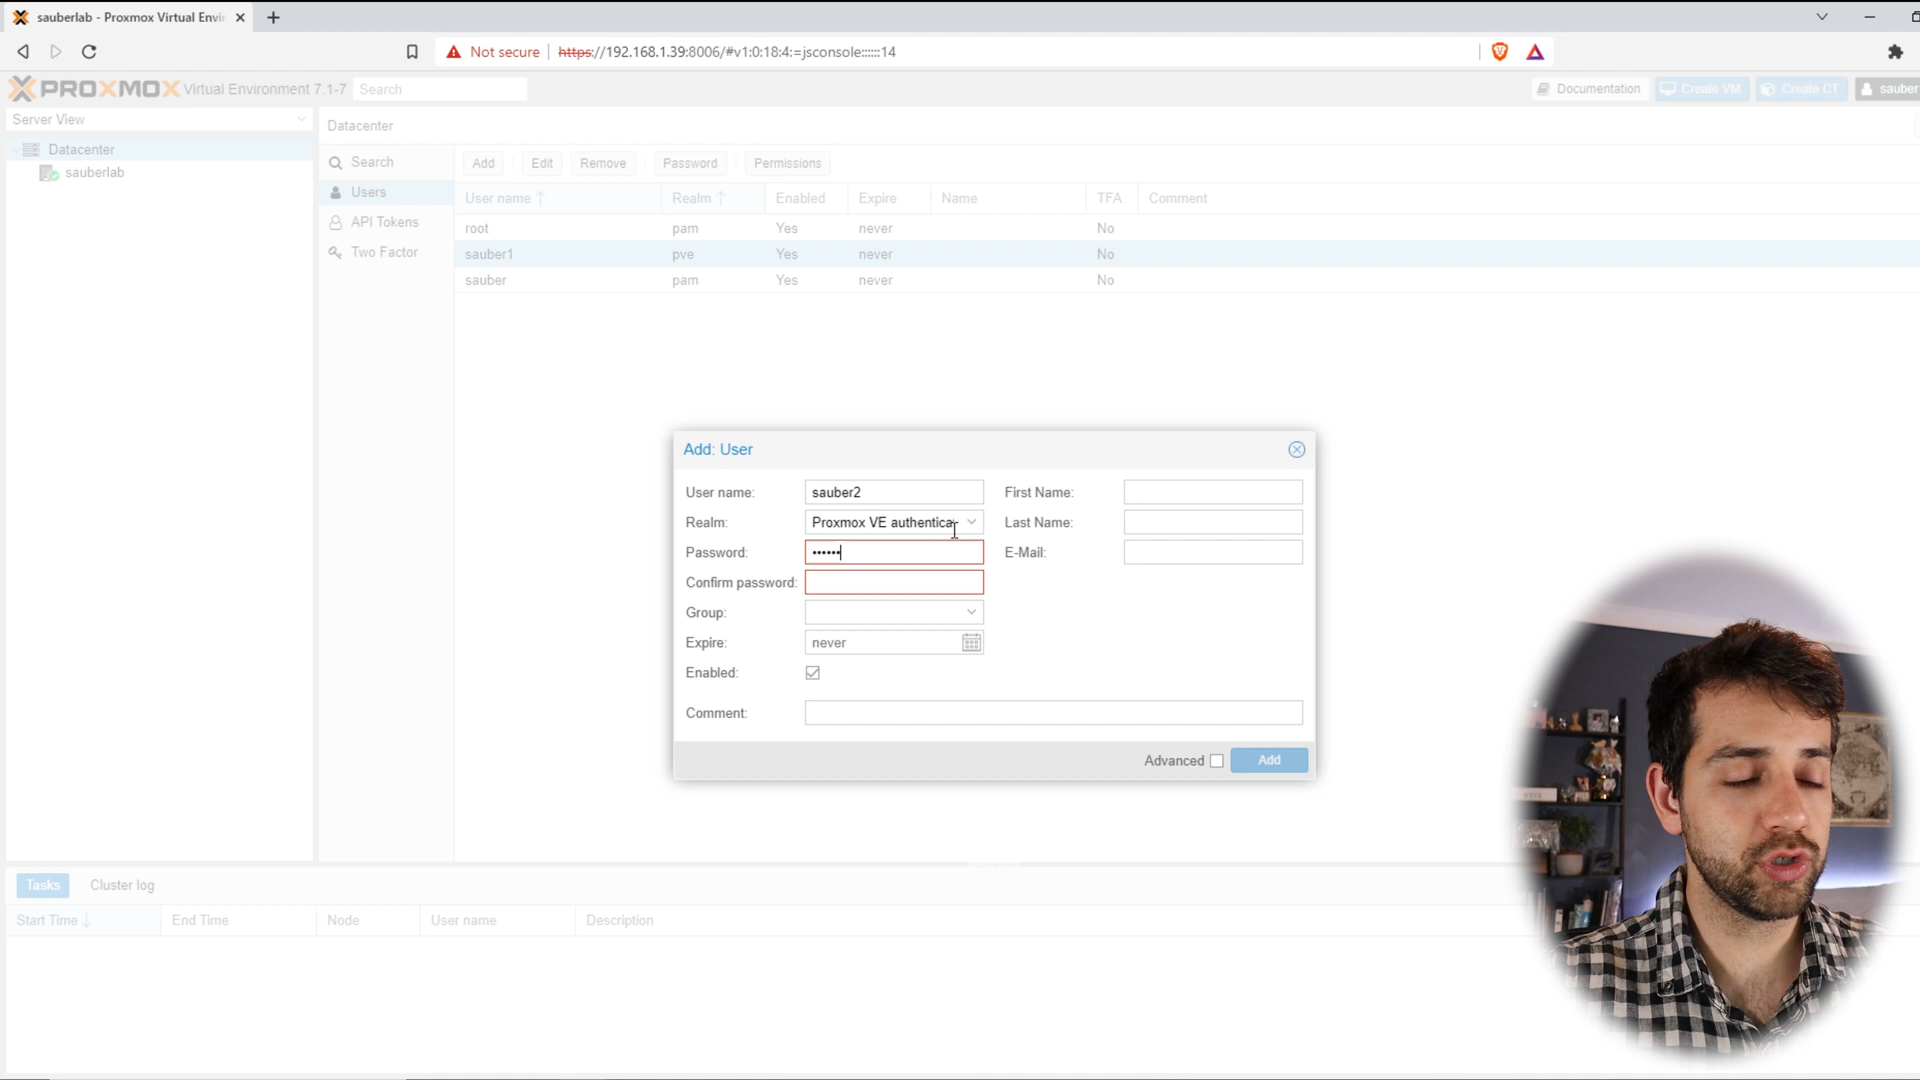 sauberlab - Proxmox Virtual Envir
Not secure https://192.168.1.39:8006/#v1:0:18:4:=jsconsole::::::14
PROXMOX Virtual Environment 7.1-7 Search Documentation Create VM Create CT sauber
Server View
Datacenter
sauberlab
Datacenter
Search
Users
API Tokens
Two Factor
Add Edit Remove Password Permissions
User name Realm Enabled Expire Name TFA Comment
root pam Yes never No
sauber1 pve Yes never No
sauber pam Yes never No
Add: User
User name: sauber2
Realm: Proxmox VE authentica
Password: ••••••
Confirm password:
Group:
Expire: never
Enabled:
First Name:
Last Name:
E-Mail:
Comment:
Advanced Add
Tasks Cluster log
Start Time End Time Node User name Description